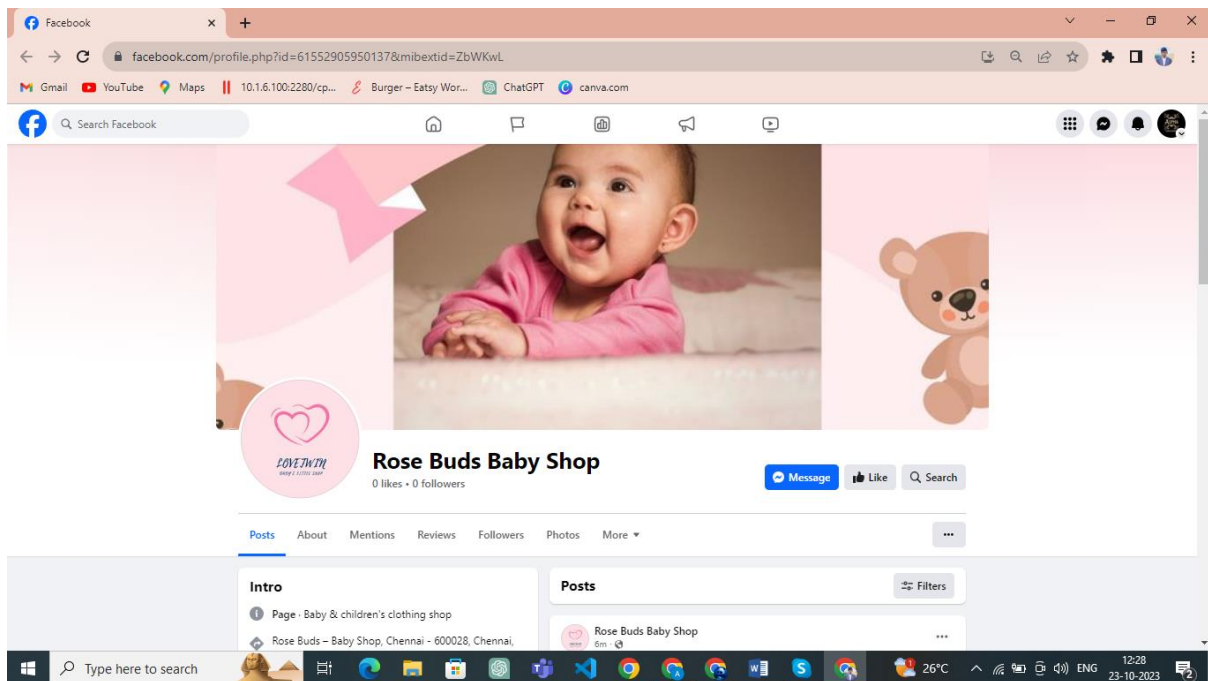 Facebook
facebook.com/profile.php?id=61552905950137&mibextid=ZbWKwL
Gmail YouTube Maps 10.1.6.100:2280/cp... Burger – Eatsy Wor... ChatGPT canva.com
Search Facebook
LOVETWIN
Rose Buds Baby Shop
0 likes • 0 followers
Message Like Search
Posts About Mentions Reviews Followers Photos More
Intro
Page · Baby & children's clothing shop
Rose Buds – Baby Shop, Chennai - 600028, Chennai,
Posts
Filters
Rose Buds Baby Shop
6m
Type here to search
26°C
ENG
12:28
23-10-2023